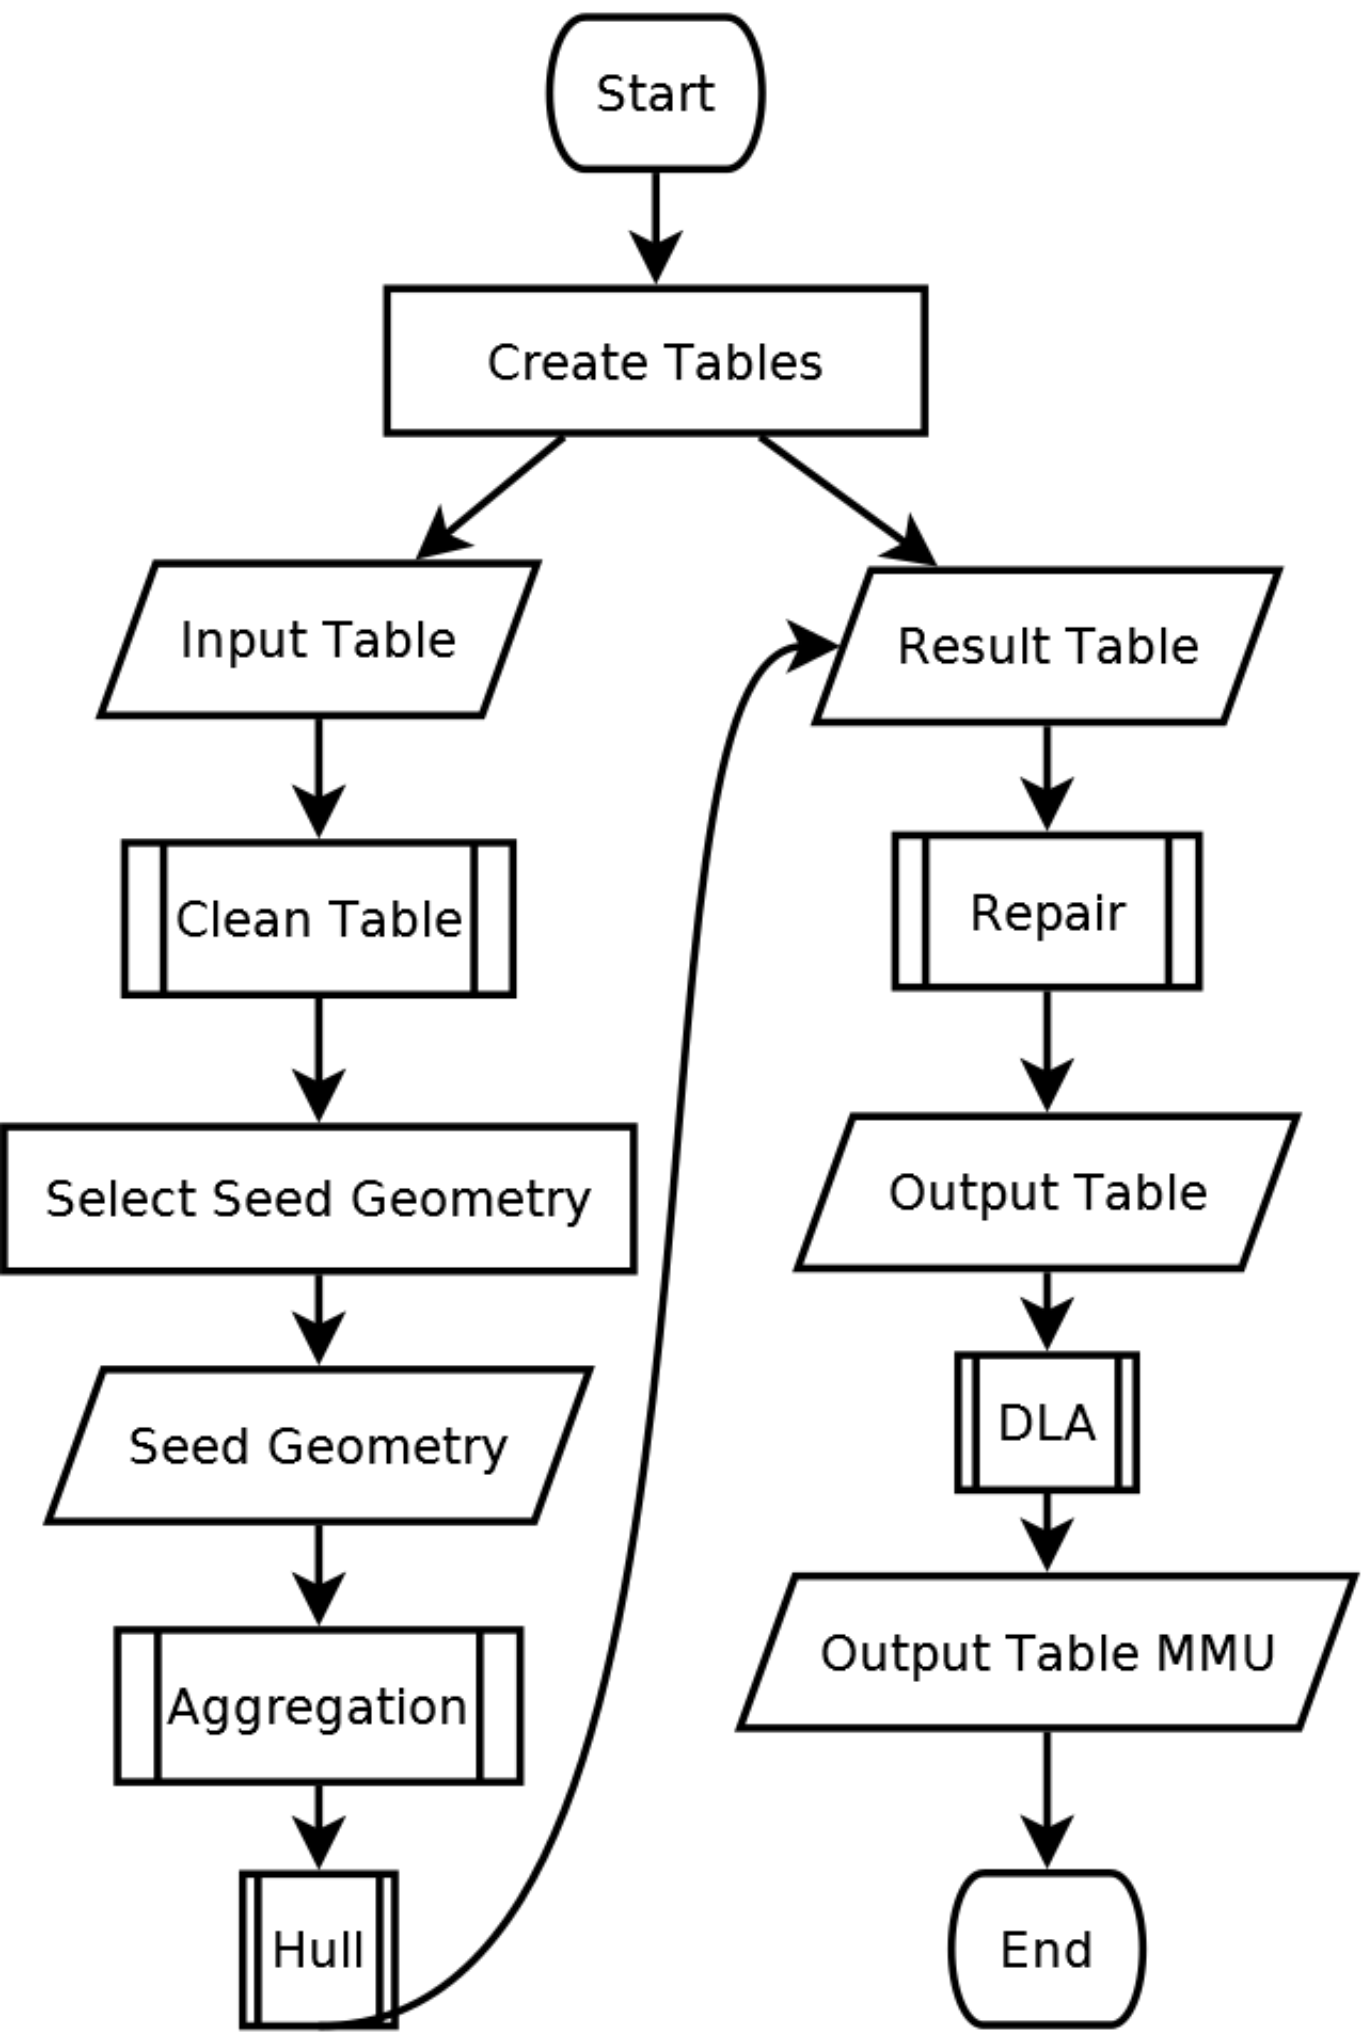 Start
Create Tables
Input Table
Result Table
Clean Table
Repair
Select Seed Geometry
Output Table
Seed Geometry
DLA
Aggregation
Output Table MMU
Hull
End